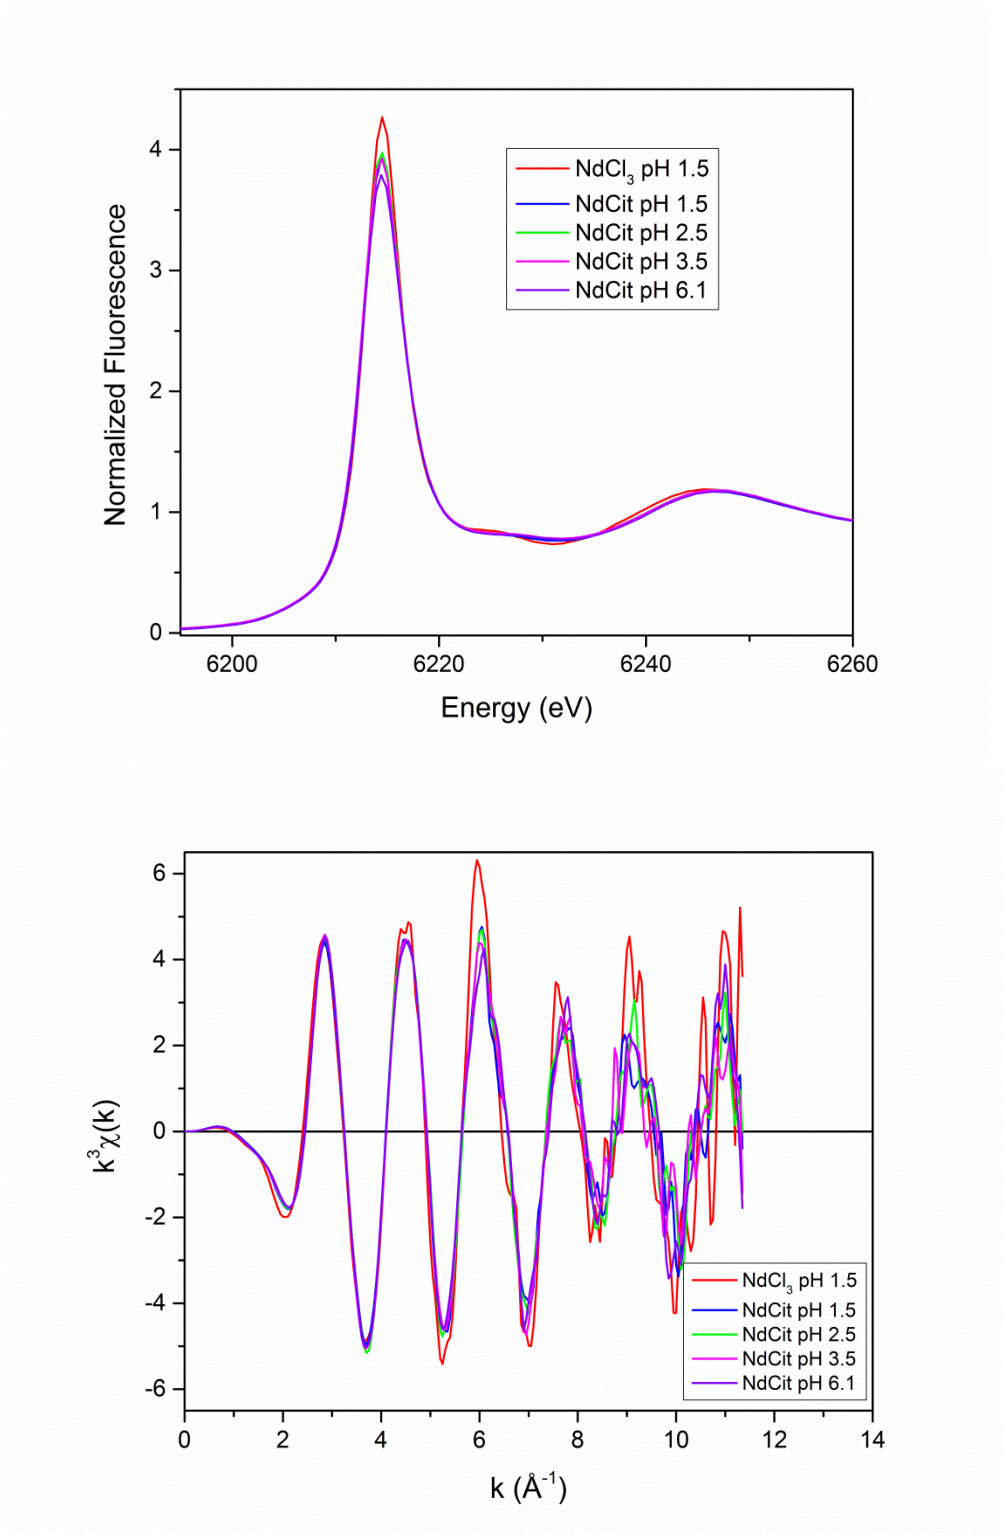 4
3
2
1
0
Normalized Fluorescence
NdCl3 pH 1.5
NdCit pH 1.5
NdCit pH 2.5
NdCit pH 3.5
NdCit pH 6.1
6200 6220 6240 6260
Energy (eV)
6
4
2
0
-2
-4
-6
k³χ(k)
NdCl3 pH 1.5
NdCit pH 1.5
NdCit pH 2.5
NdCit pH 3.5
NdCit pH 6.1
0 2 4 6 8 10 12 14
k (Å⁻¹)